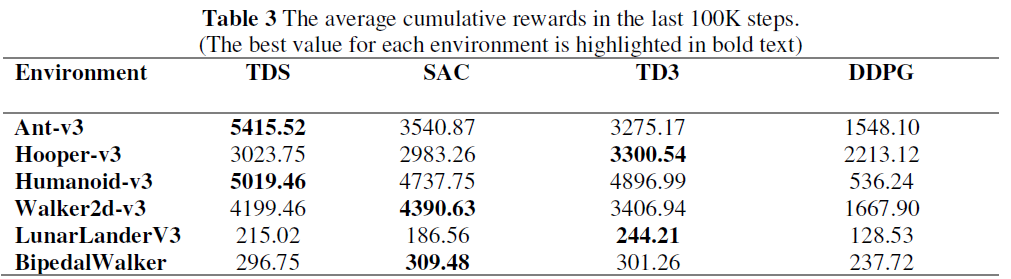 Table 3 The average cumulative rewards in the last 100K steps.
(The best value for each environment is highlighted in bold text)
Environment TDS SAC TD3 DDPG
Ant-v3 5415.52 3540.87 3275.17 1548.10
Hooper-v3 3023.75 2983.26 3300.54 2213.12
Humanoid-v3 5019.46 4737.75 4896.99 536.24
Walker2d-v3 4199.46 4390.63 3406.94 1667.90
LunarLanderV3 215.02 186.56 244.21 128.53
BipedalWalker 296.75 309.48 301.26 237.72